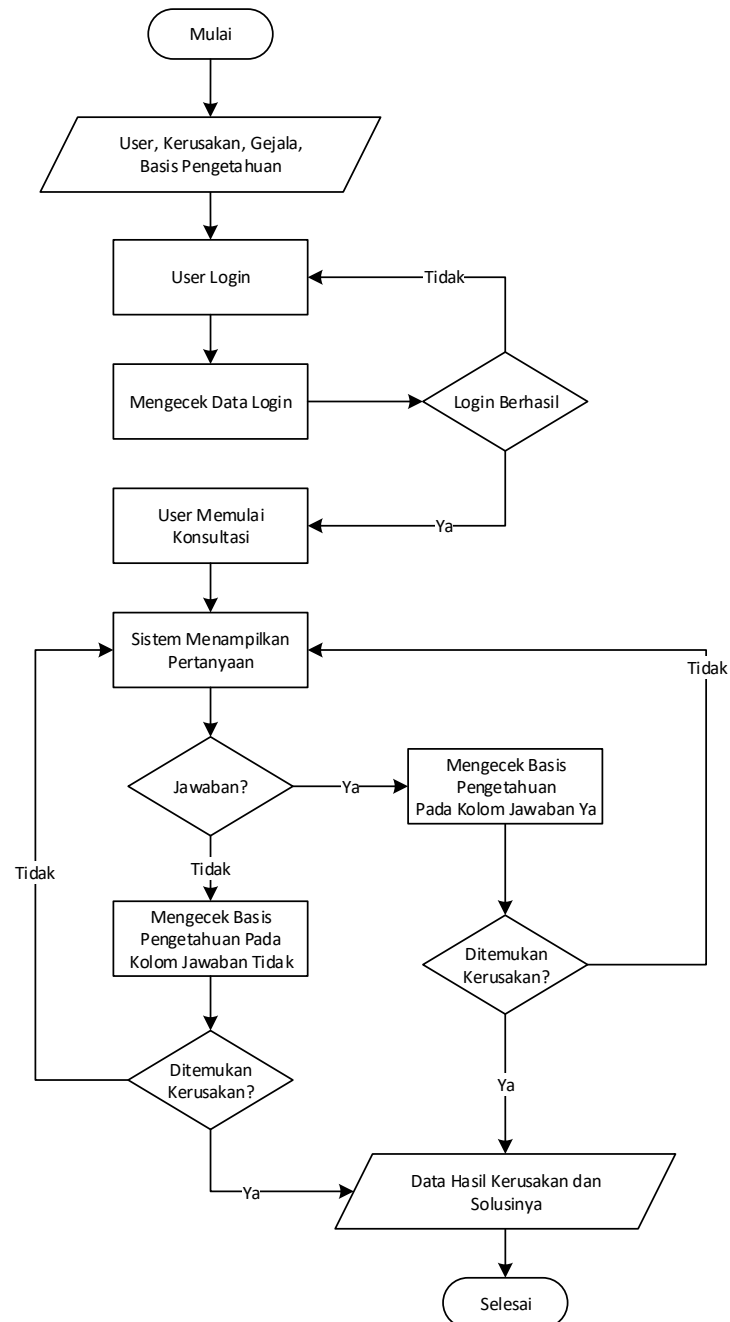 Mulai
User, Kerusakan, Gejala,
Basis Pengetahuan
User Login
Tidak
Mengecek Data Login
Login Berhasil
User Memulai
Konsultasi
Ya
Sistem Menampilkan
Pertanyaan
Tidak
Jawaban?
Ya
Mengecek Basis
Pengetahuan
Pada Kolom Jawaban Ya
Tidak
Tidak
Mengecek Basis
Pengetahuan Pada
Kolom Jawaban Tidak
Ditemukan
Kerusakan?
Ditemukan
Kerusakan?
Ya
Ya
Data Hasil Kerusakan dan
Solusinya
Selesai